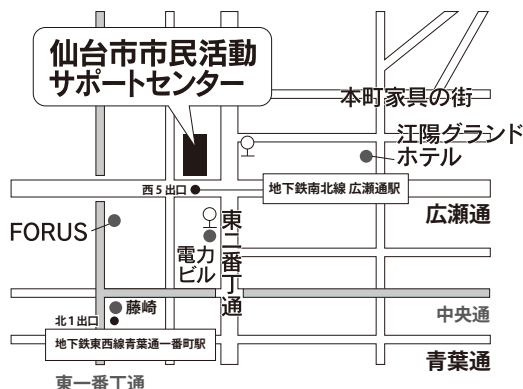 仙台市市民活動
サポートセンター
本町家具の街
江陽グランド
ホテル
西5出口
地下鉄南北線 広瀬通駅
広瀬通
FORUS
東二番丁通
電力
ビル
藤崎
北1出口
中央通
地下鉄東西線青葉通一番町駅
青葉通
東一番丁通